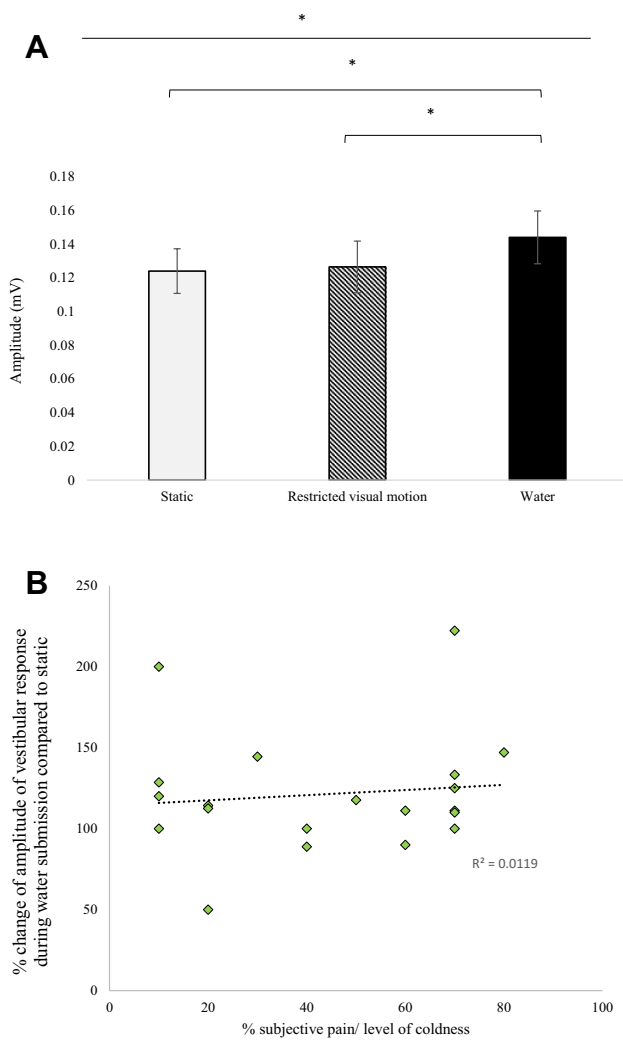 *
A
*
*
0.18
0.16
0.14
0.12
0.1
0.08
0.06
0.04
0.02
0
Amplitude (mV)
Static Restricted visual motion Water
B
250
200
150
100
50
0
% change of amplitude of vestibular response
during water submission compared to static
R² = 0.0119
0 20 40 60 80 100
% subjective pain/ level of coldness